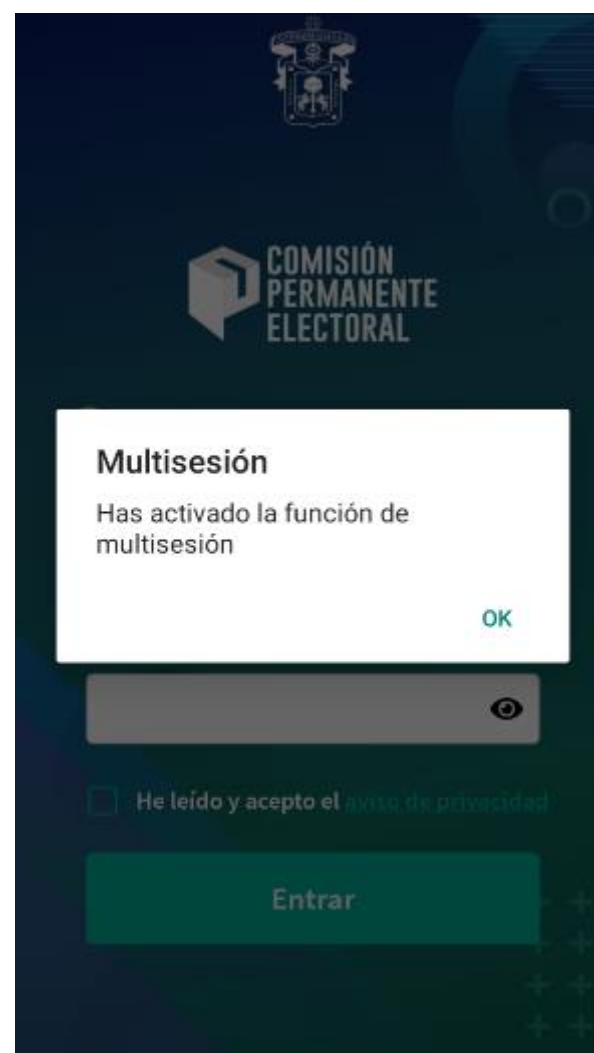 COMISIÓN
PERMANENTE
ELECTORAL
Multisesión
Has activado la función de
multisesión
OK
He leído y acepto el aviso de privacidad
Entrar